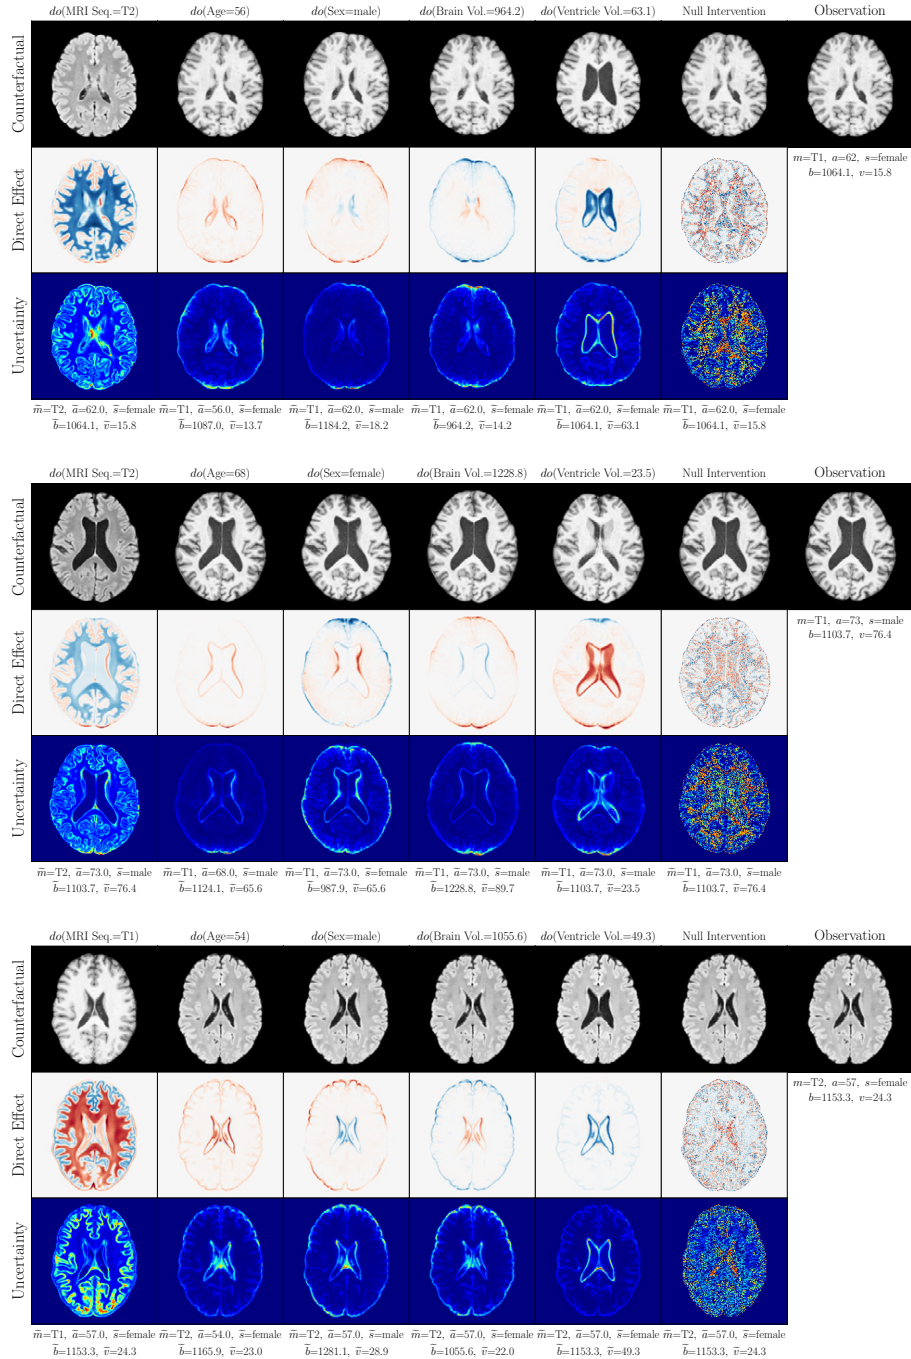 do(MRI Seq.=T2) do(Age=56) do(Sex=male) do(Brain Vol.=964.2) do(Ventricle Vol.=63.1) Null Intervention Observation
Counterfactual
m=T1, a=62, s=female
b=1064.1, v=15.8
Direct Effect
Uncertainty
m̃=T2, ã=62.0, s̃=female m̃=T1, ã=56.0, s̃=female m̃=T1, ã=62.0, s̃=male m̃=T1, ã=62.0, s̃=female m̃=T1, ã=62.0, s̃=female m̃=T1, ã=62.0, s̃=female
b̃=1064.1, ṽ=15.8 b̃=1087.0, ṽ=13.7 b̃=1184.2, ṽ=18.2 b̃=964.2, ṽ=14.2 b̃=1064.1, ṽ=63.1 b̃=1064.1, ṽ=15.8
do(MRI Seq.=T2) do(Age=68) do(Sex=female) do(Brain Vol.=1228.8) do(Ventricle Vol.=23.5) Null Intervention Observation
Counterfactual
m=T1, a=73, s=male
b=1103.7, v=76.4
Direct Effect
Uncertainty
m̃=T2, ã=73.0, s̃=male m̃=T1, ã=68.0, s̃=male m̃=T1, ã=73.0, s̃=female m̃=T1, ã=73.0, s̃=male m̃=T1, ã=73.0, s̃=male m̃=T1, ã=73.0, s̃=male
b̃=1103.7, ṽ=76.4 b̃=1124.1, ṽ=65.6 b̃=987.9, ṽ=65.6 b̃=1228.8, ṽ=89.7 b̃=1103.7, ṽ=23.5 b̃=1103.7, ṽ=76.4
do(MRI Seq.=T1) do(Age=54) do(Sex=male) do(Brain Vol.=1055.6) do(Ventricle Vol.=49.3) Null Intervention Observation
Counterfactual
m=T2, a=57, s=female
b=1153.3, v=24.3
Direct Effect
Uncertainty
m̃=T1, ã=57.0, s̃=female m̃=T2, ã=54.0, s̃=female m̃=T2, ã=57.0, s̃=male m̃=T2, ã=57.0, s̃=female m̃=T2, ã=57.0, s̃=female m̃=T2, ã=57.0, s̃=female
b̃=1153.3, ṽ=24.3 b̃=1165.9, ṽ=23.0 b̃=1281.1, ṽ=28.9 b̃=1055.6, ṽ=22.0 b̃=1153.3, ṽ=49.3 b̃=1153.3, ṽ=24.3